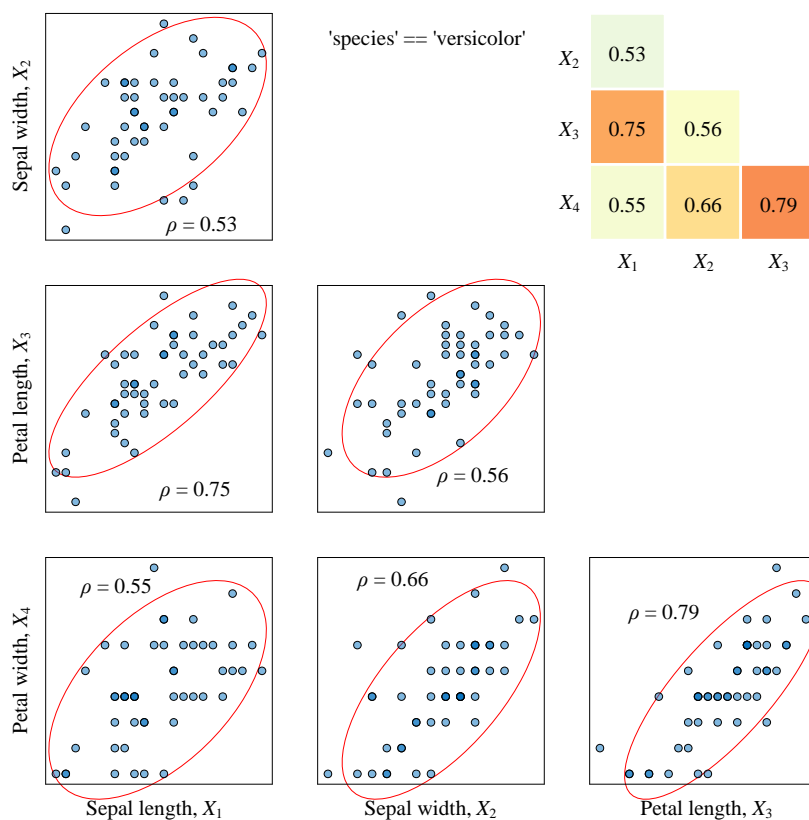 'species' == 'versicolor'
Sepal width, X₂
ρ = 0.53
X₂ 0.53
X₃ 0.75 0.56
X₄ 0.55 0.66 0.79
X₁ X₂ X₃
Petal length, X₃
ρ = 0.75
ρ = 0.56
Petal width, X₄
ρ = 0.55
ρ = 0.66
ρ = 0.79
Sepal length, X₁
Sepal width, X₂
Petal length, X₃